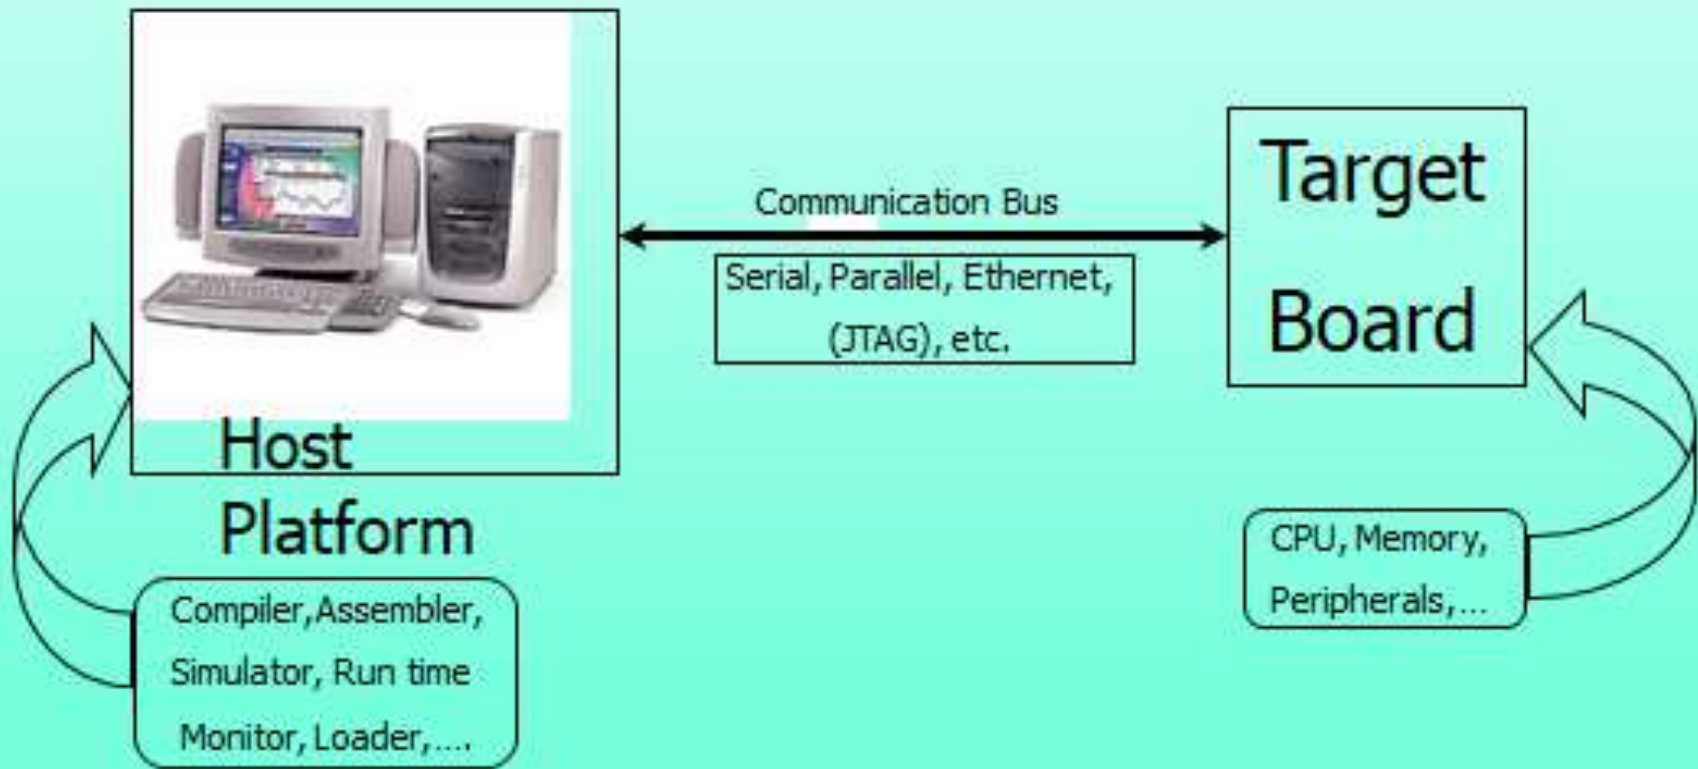 Communication Bus
Serial, Parallel, Ethernet,
(JTAG), etc.
Target
Board
Host
Platform
Compiler, Assembler,
Simulator, Run time
Monitor, Loader,....
CPU, Memory,
Peripherals,...